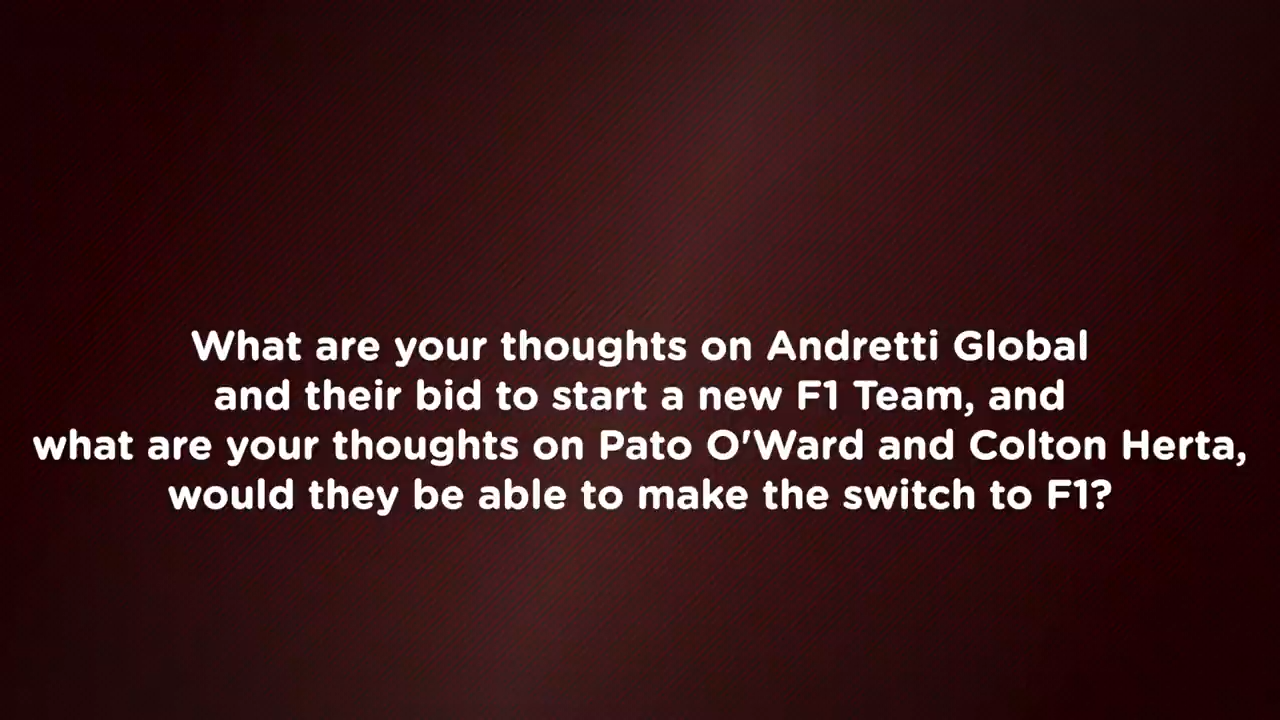 What are your thoughts on Andretti Global
and their bid to start a new F1 Team, and
what are your thoughts on Pato O'Ward and Colton Herta,
would they be able to make the switch to F1?